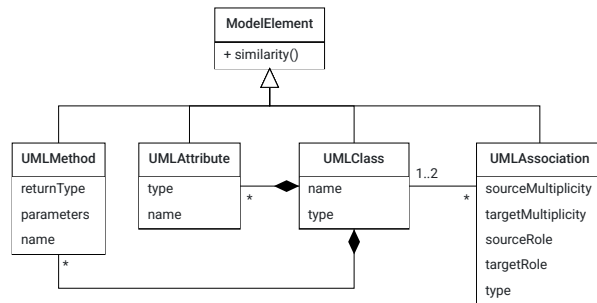 ModelElement
+ similarity()
UMLMethod
returnType
parameters
name
*
UMLAttribute
type
name
*
UMLClass
name
type
1..2
*
UMLAssociation
sourceMultiplicity
targetMultiplicity
sourceRole
targetRole
type